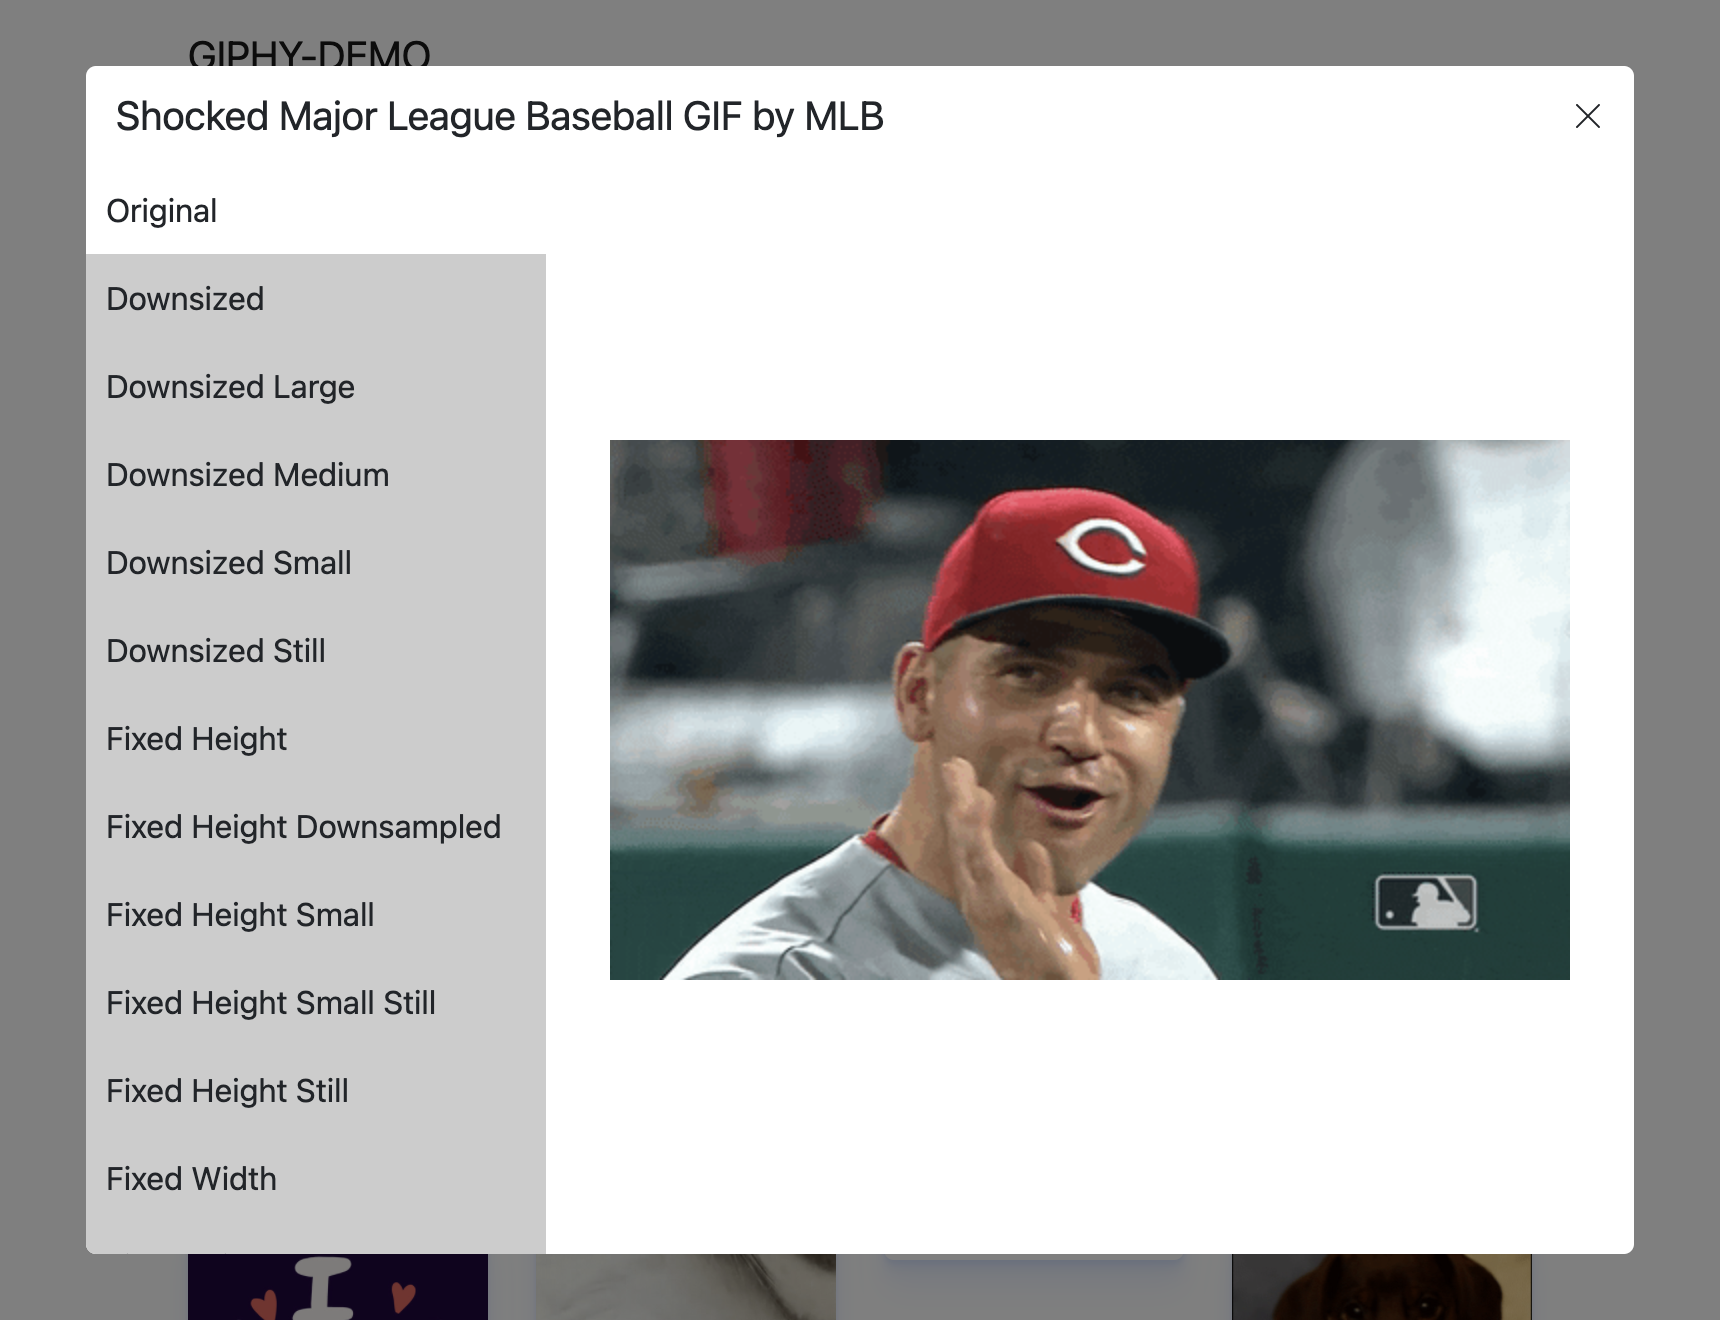 GIPHY-DEMO
Shocked Major League Baseball GIF by MLB
Original
Downsized
Downsized Large
Downsized Medium
Downsized Small
Downsized Still
Fixed Height
Fixed Height Downsampled
Fixed Height Small
Fixed Height Small Still
Fixed Height Still
Fixed Width
C
I